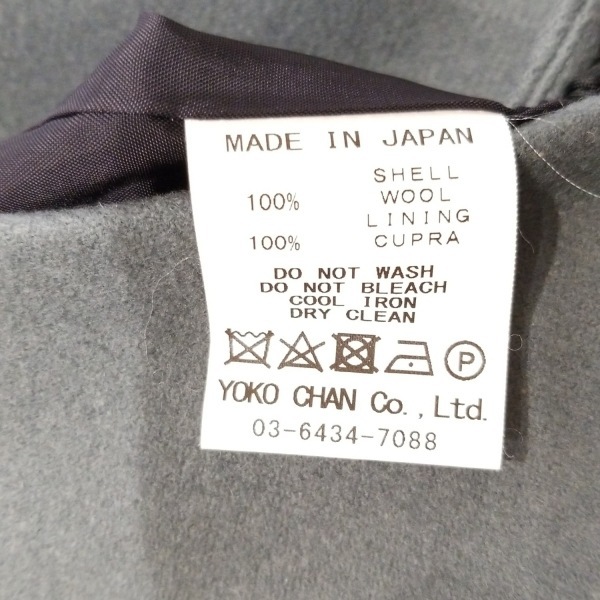 MADE IN JAPAN
SHELL
100% WOOL
LINING
100% CUPRA
DO NOT WASH
DO NOT BLEACH
COOL IRON
DRY CLEAN
P
YOKO CHAN Co., Ltd.
03-6434-7088